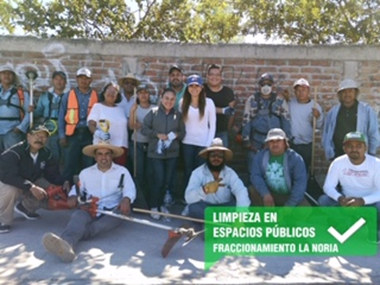 LIMPIEZA EN
ESPACIOS PÚBLICOS
FRACCIONAMIENTO LA NORIA